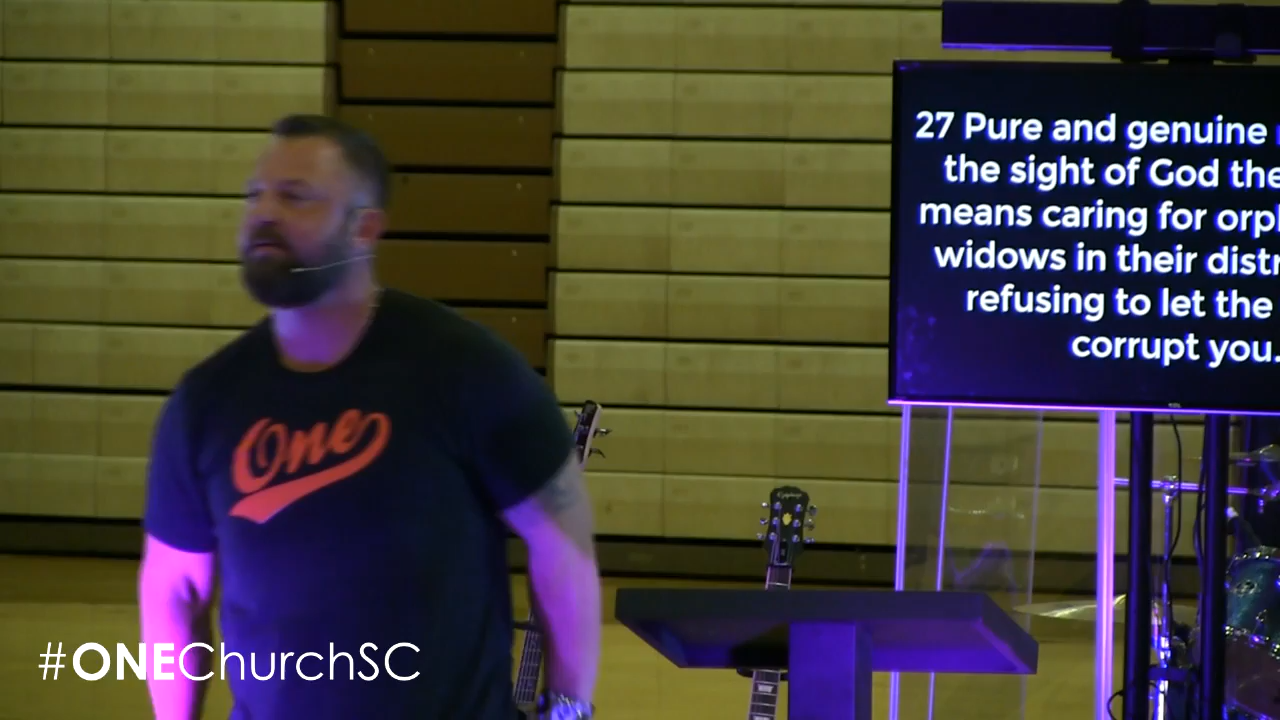 27 Pure and genuine
the sight of God the
means caring for orp
widows in their distr
refusing to let the
corrupt you.
One
Epiphone
#ONEChurchSC